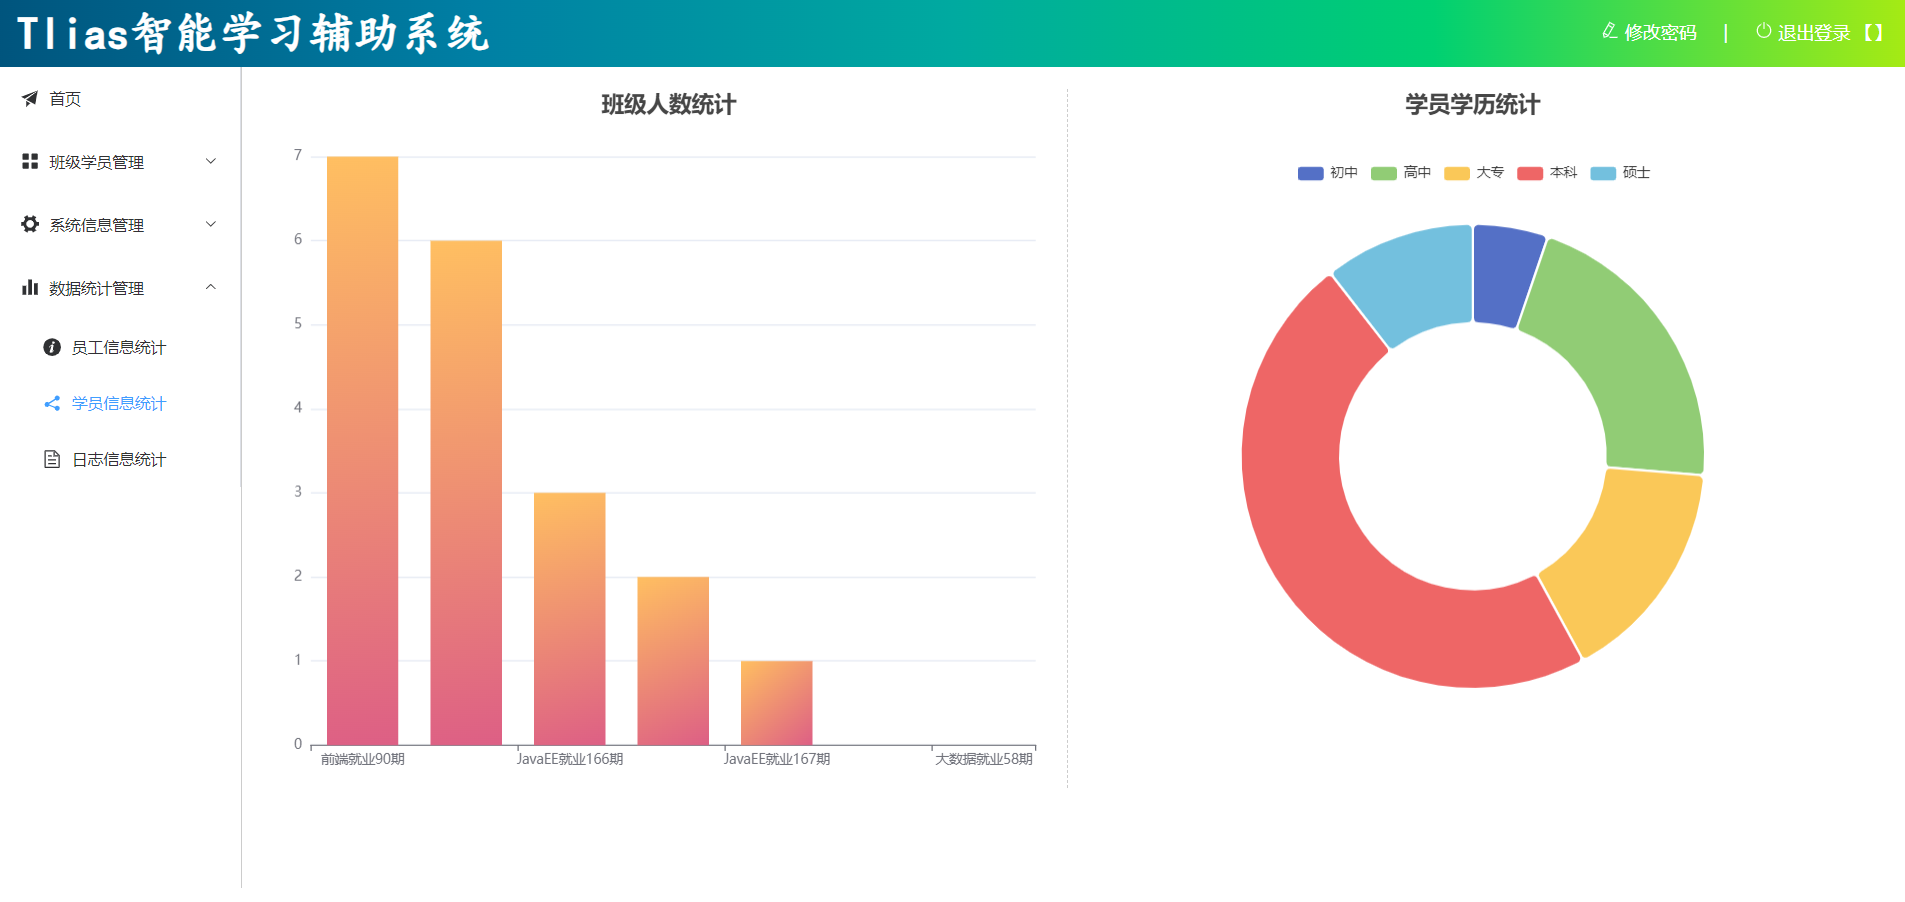 Tlias智能学习辅助系统
修改密码 | 退出登录 【】
首页
班级学员管理
系统信息管理
数据统计管理
员工信息统计
学员信息统计
日志信息统计
班级人数统计
7
6
5
4
3
2
1
0
前端就业90期 JavaEE就业166期 JavaEE就业167期 大数据就业58期
学员学历统计
初中 高中 大专 本科 硕士